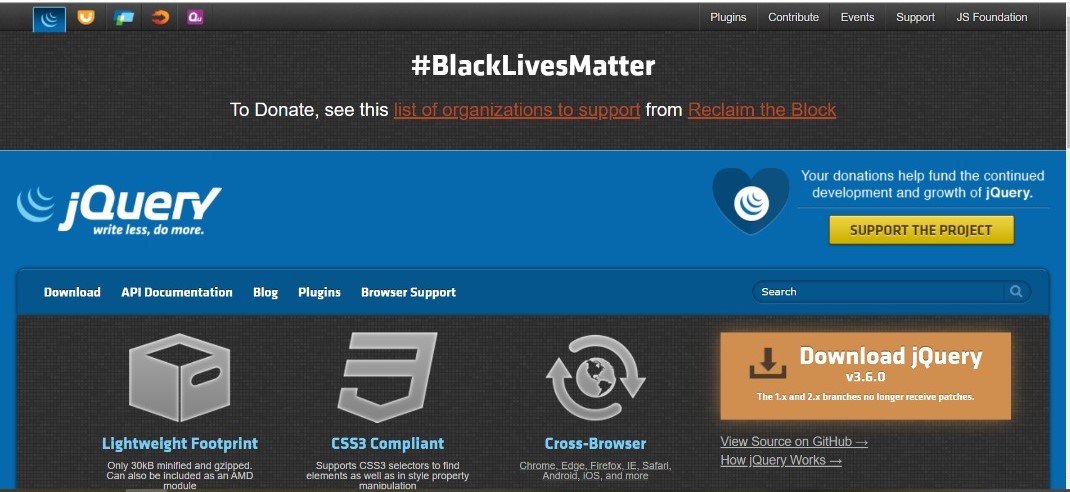 Plugins Contribute Events Support JS Foundation
#BlackLivesMatter
To Donate, see this list of organizations to support from Reclaim the Block
jQuery
write less, do more.
Your donations help fund the continued
development and growth of jQuery.
SUPPORT THE PROJECT
Download API Documentation Blog Plugins Browser Support
Search
Lightweight Footprint
Only 30kB minified and gzipped.
Can also be included as an AMD
module
CSS3 Compliant
Supports CSS3 selectors to find
elements as well as in style property
manipulation
Cross-Browser
Chrome, Edge, Firefox, IE, Safari,
Android, iOS, and more
Download jQuery
v3.6.0
The 1.x and 2.x branches no longer receive patches.
View Source on GitHub →
How jQuery Works →